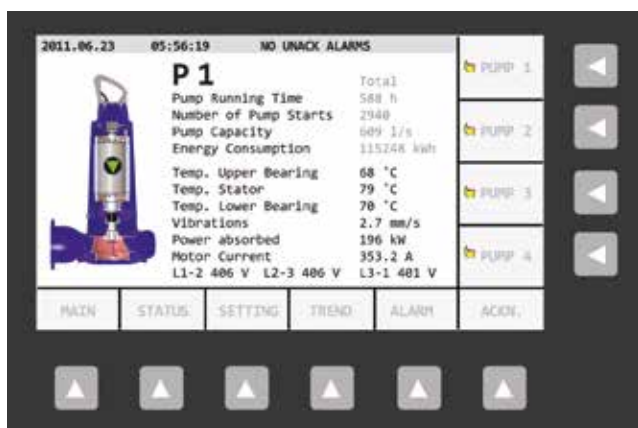 2011.06.23 05:56:19 NO UNACK ALARMS
P 1
Total
Pump Running Time 588 h
Number of Pump Starts 2940
Pump Capacity 609 l/s
Energy Consumption 115248 kWh
Temp. Upper Bearing 68 °C
Temp. Stator 79 °C
Temp. Lower Bearing 70 °C
Vibrations 2.7 mm/s
Power absorbed 196 kW
Motor Current 353.2 A
L1-2 406 V L2-3 406 V L3-1 401 V
PUMP 1
PUMP 2
PUMP 3
PUMP 4
MAIN STATUS SETTING TREND ALARM ACKN.